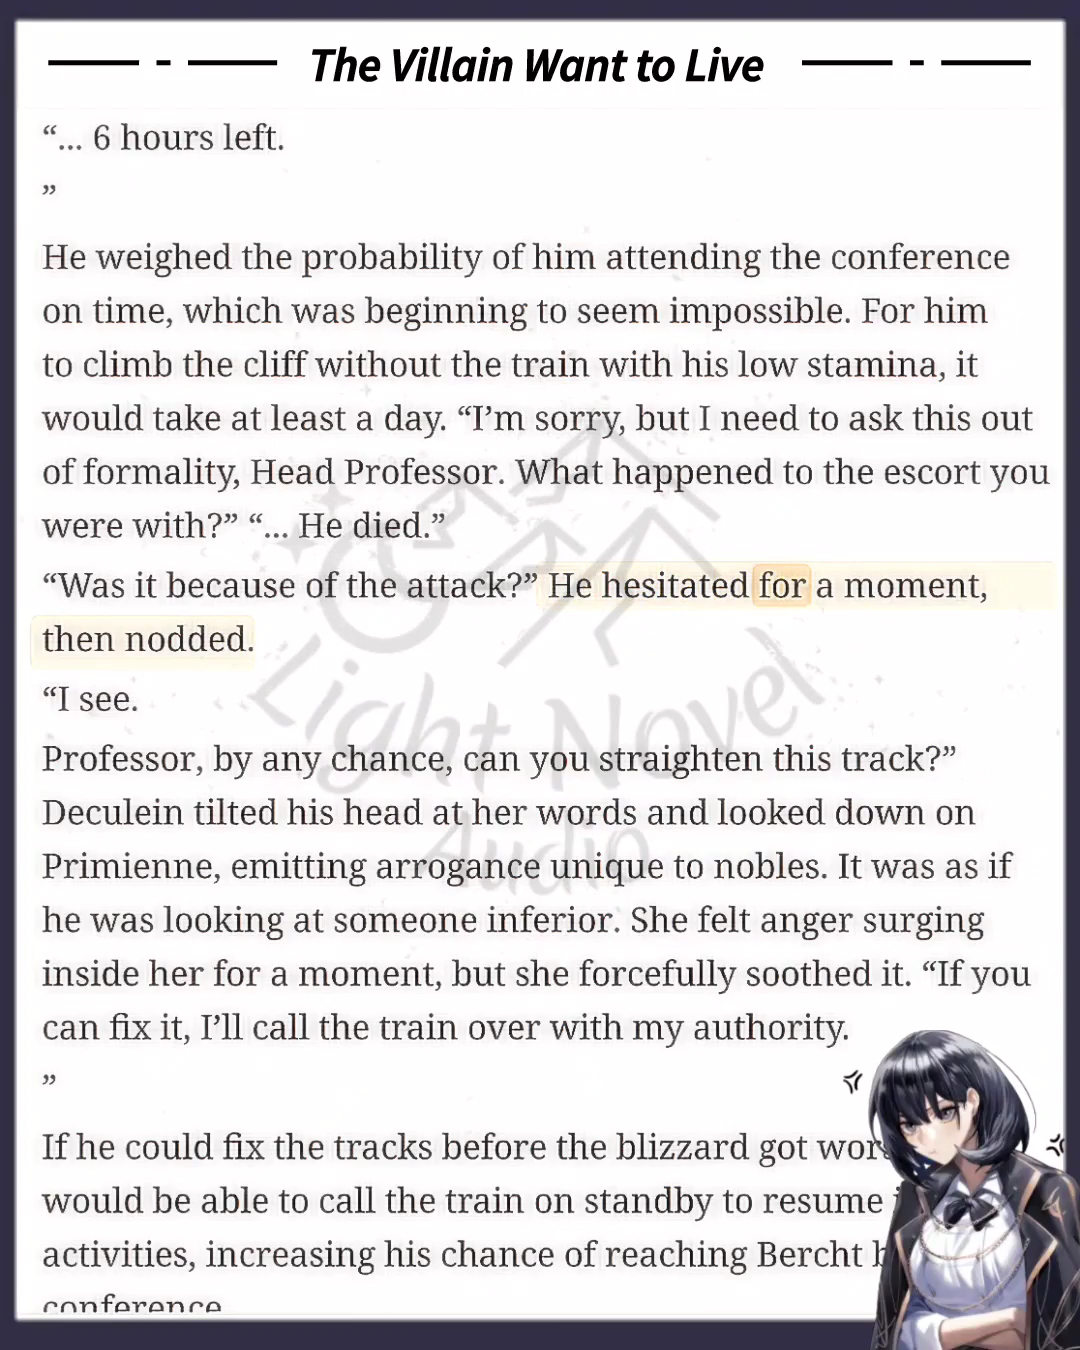 The Villain Want to Live
“... 6 hours left.
”
He weighed the probability of him attending the conference
on time, which was beginning to seem impossible. For him
to climb the cliff without the train with his low stamina, it
would take at least a day. “I’m sorry, but I need to ask this out
of formality, Head Professor. What happened to the escort you
were with?” “... He died.”
“Was it because of the attack?” He hesitated for a moment,
then nodded.
“I see.
Professor, by any chance, can you straighten this track?”
Deculein tilted his head at her words and looked down on
Primienne, emitting arrogance unique to nobles. It was as if
he was looking at someone inferior. She felt anger surging
inside her for a moment, but she forcefully soothed it. “If you
can fix it, I’ll call the train over with my authority.
”
If he could fix the tracks before the blizzard got
would be able to call the train on standby to resume
activities, increasing his chance of reaching Bercht
conference
Light Novel
Audio